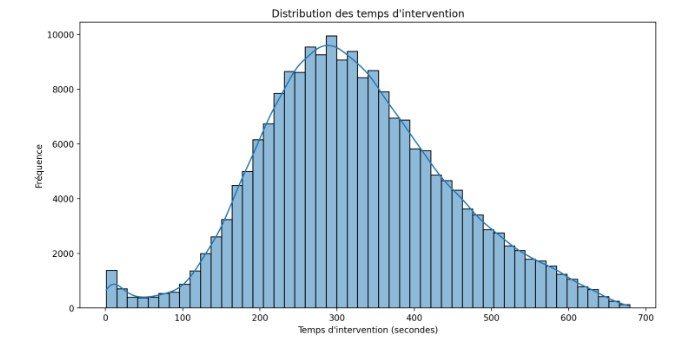 Distribution des temps d'intervention
10000
8000
6000
4000
2000
0
Fréquence
0 100 200 300 400 500 600 700
Temps d'intervention (secondes)